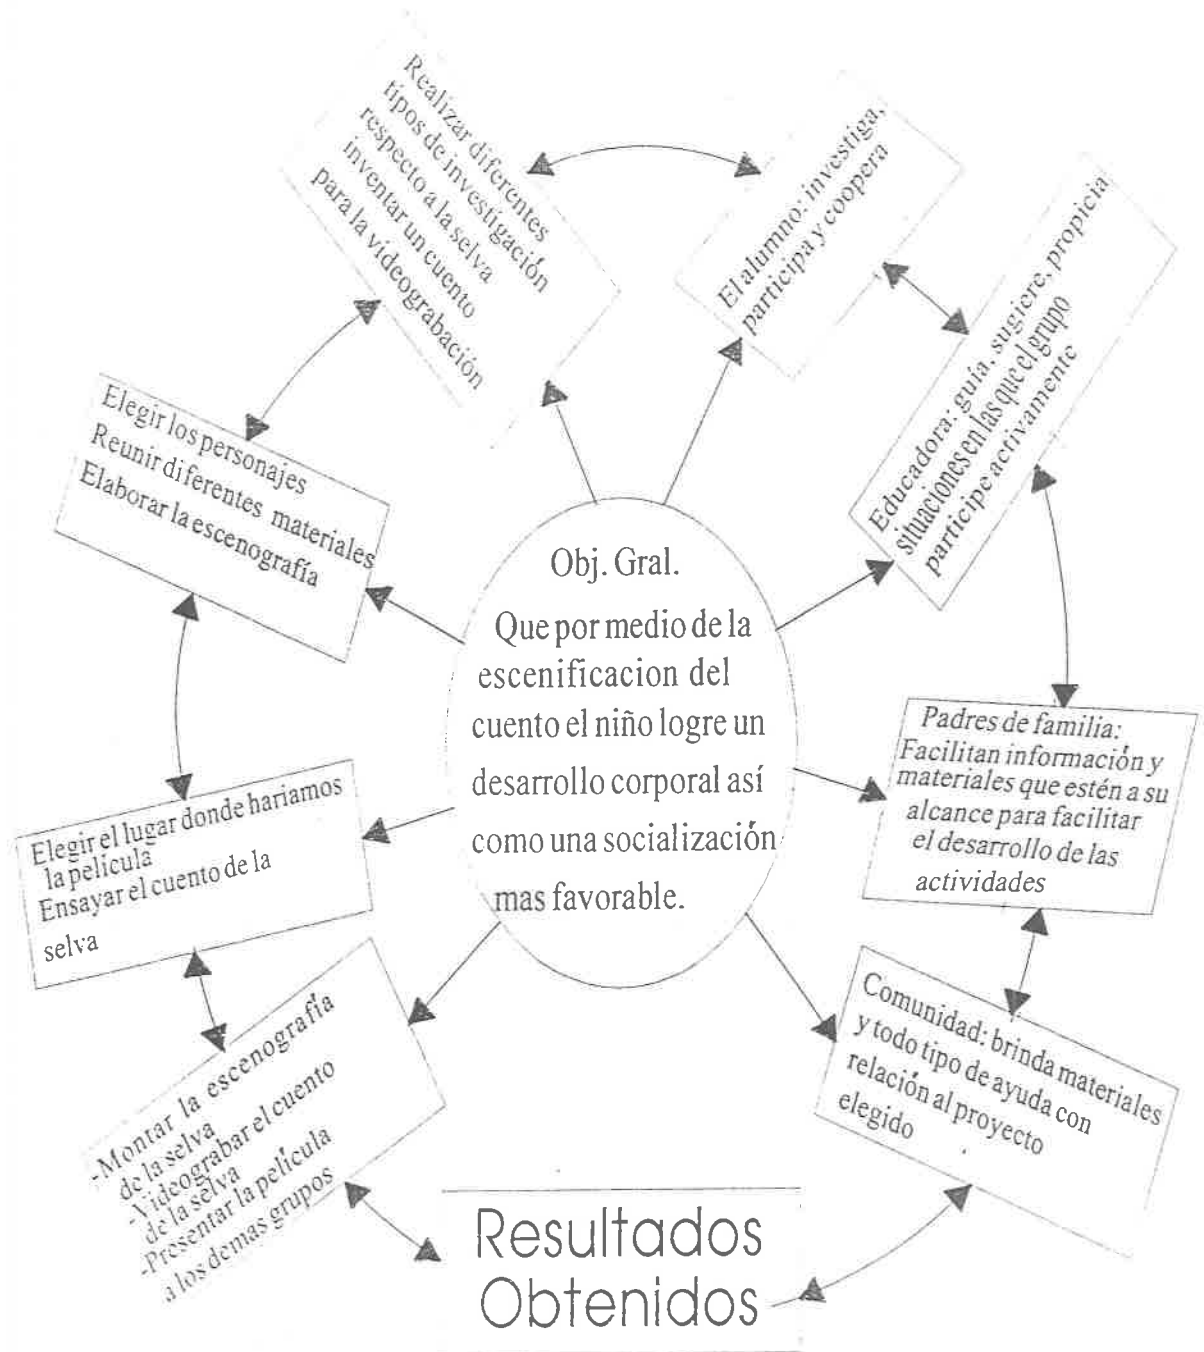 Realizar diferentes
tipos de investigación
respecto a la selva
inventar un cuento
para la vídeograbación
El alumno: investiga,
participa y coopera
Educadora: guía, sugiere, propicia
situaciones en las que el grupo
participe activamente
Elegir los personajes
Reunir diferentes materiales
Elaborar la escenografía
Obj. Gral.
Que por medio de la
escenificacion del
cuento el niño logre un
desarrollo corporal así
como una socialización
mas favorable.
Padres de familia:
Facilitan información y
materiales que estén a su
alcance para facilitar
el desarrollo de las
actividades
Elegir el lugar donde hariamos
la película
Ensayar el cuento de la
selva
-Montar la escenografía
de la selva
-Videograbar el cuento
de la selva
-Presentar la película
a los demas grupos
Comunidad: brinda materiales
y todo tipo de ayuda con
relación al proyecto
elegido
Resultados
Obtenidos